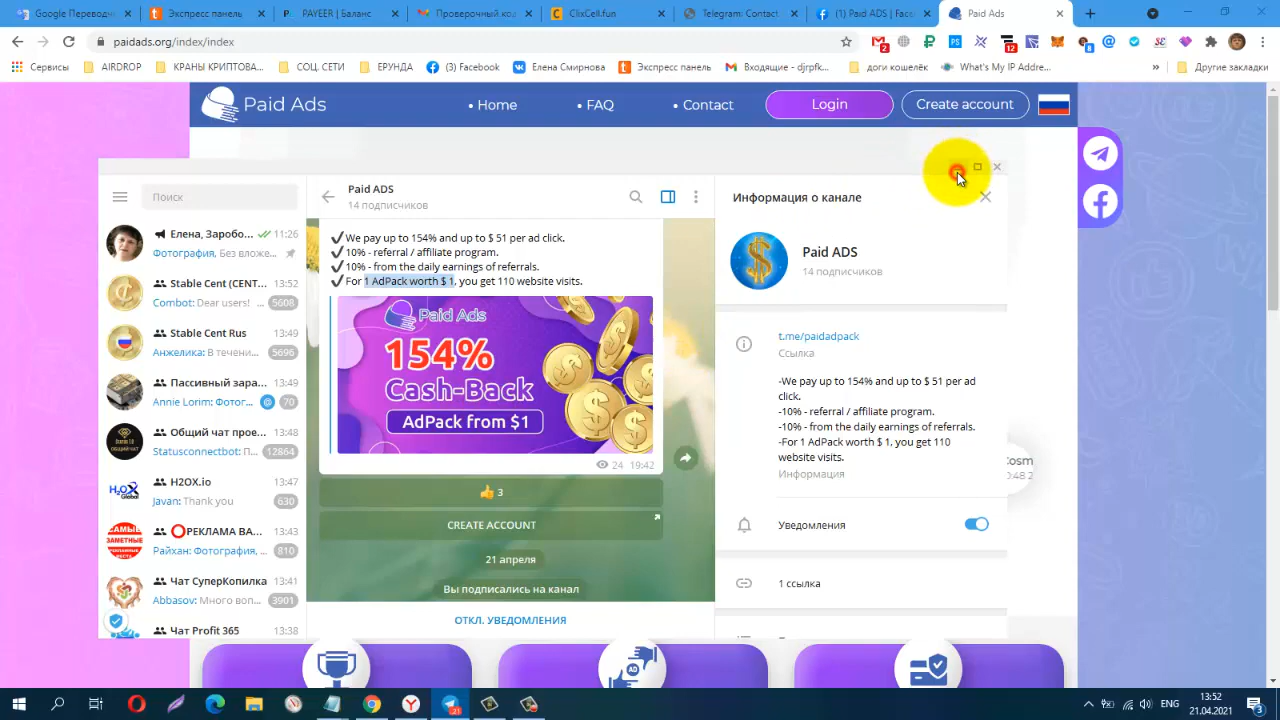 Google Переводч
Экспресс Панель
PAYEER | Баланс
Проверочный к
ClixCell.fun
Telegram: Contact
(1) Paid ADS | Fac
Paid Ads
paidads.org/index/index
2
12
8
Сервисы
AIRDROP
КРАНЫ КРИПТОВА...
СОЦ СЕТИ
ЕРУНДА
(3) Facebook
Елена Смирнова
Экспресс панель
Входящие - djrpfk...
доги кошелёк
What's My IP Addre...
»
Другие закладки
Paid Ads
• Home
• FAQ
• Contact
Login
Create account
Поиск
Paid ADS
14 подписчиков
Информация о канале
Елена, Заробо... 11:26
Фотография, Без вложе...
Stable Cent (CENT... 13:52
Combot: Dear users! ... 5608
Stable Cent Rus 13:49
Анжелика: В течени... 5696
Пассивный зара... 13:49
Annie Lorim: Фотог... @ 70
Общий чат прое... 13:48
Statusconnectbot: П... 12864
H2OX.io 13:47
Javan: Thank you 630
⭕РЕКЛАМА ВА... 13:43
Райхан: Фотография, ... 810
Чат СуперКопилка 13:41
Abbasov: Много воп... 3901
Чат Profit 365 13:38
✓We pay up to 154% and up to $ 51 per ad click.
✓10% - referral / affiliate program.
✓10% - from the daily earnings of referrals.
✓For 1 AdPack worth $ 1, you get 110 website visits.
Paid Ads
154%
Cash-Back
AdPack from $1
24 19:42
👍 3
CREATE ACCOUNT
21 апреля
Вы подписались на канал
ОТКЛ. УВЕДОМЛЕНИЯ
Paid ADS
14 подписчиков
t.me/paidadpack
Ссылка
-We pay up to 154% and up to $ 51 per ad
click.
-10% - referral / affiliate program.
-10% - from the daily earnings of referrals.
-For 1 AdPack worth $ 1, you get 110
website visits.
Информация
Уведомления
1 ссылка
AD
ENG
13:52
21.04.2021
3